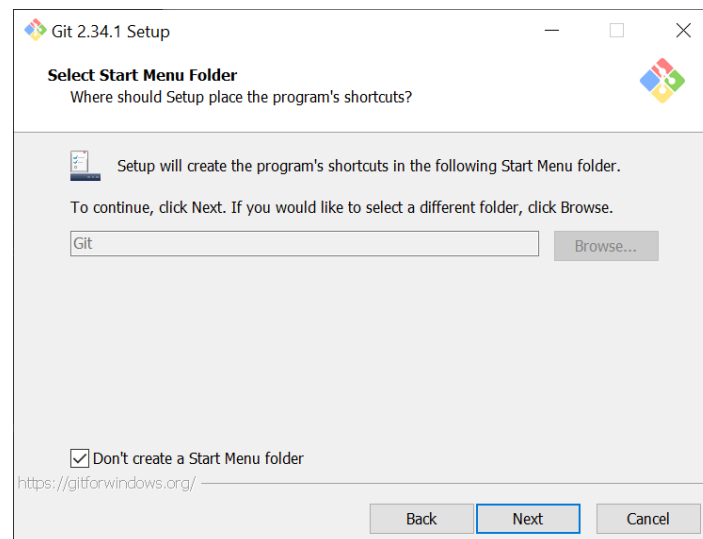 Git 2.34.1 Setup
Select Start Menu Folder
Where should Setup place the program's shortcuts?
Setup will create the program's shortcuts in the following Start Menu folder.
To continue, click Next. If you would like to select a different folder, click Browse.
Git
Browse...
Don't create a Start Menu folder
https://gitforwindows.org/
Back
Next
Cancel